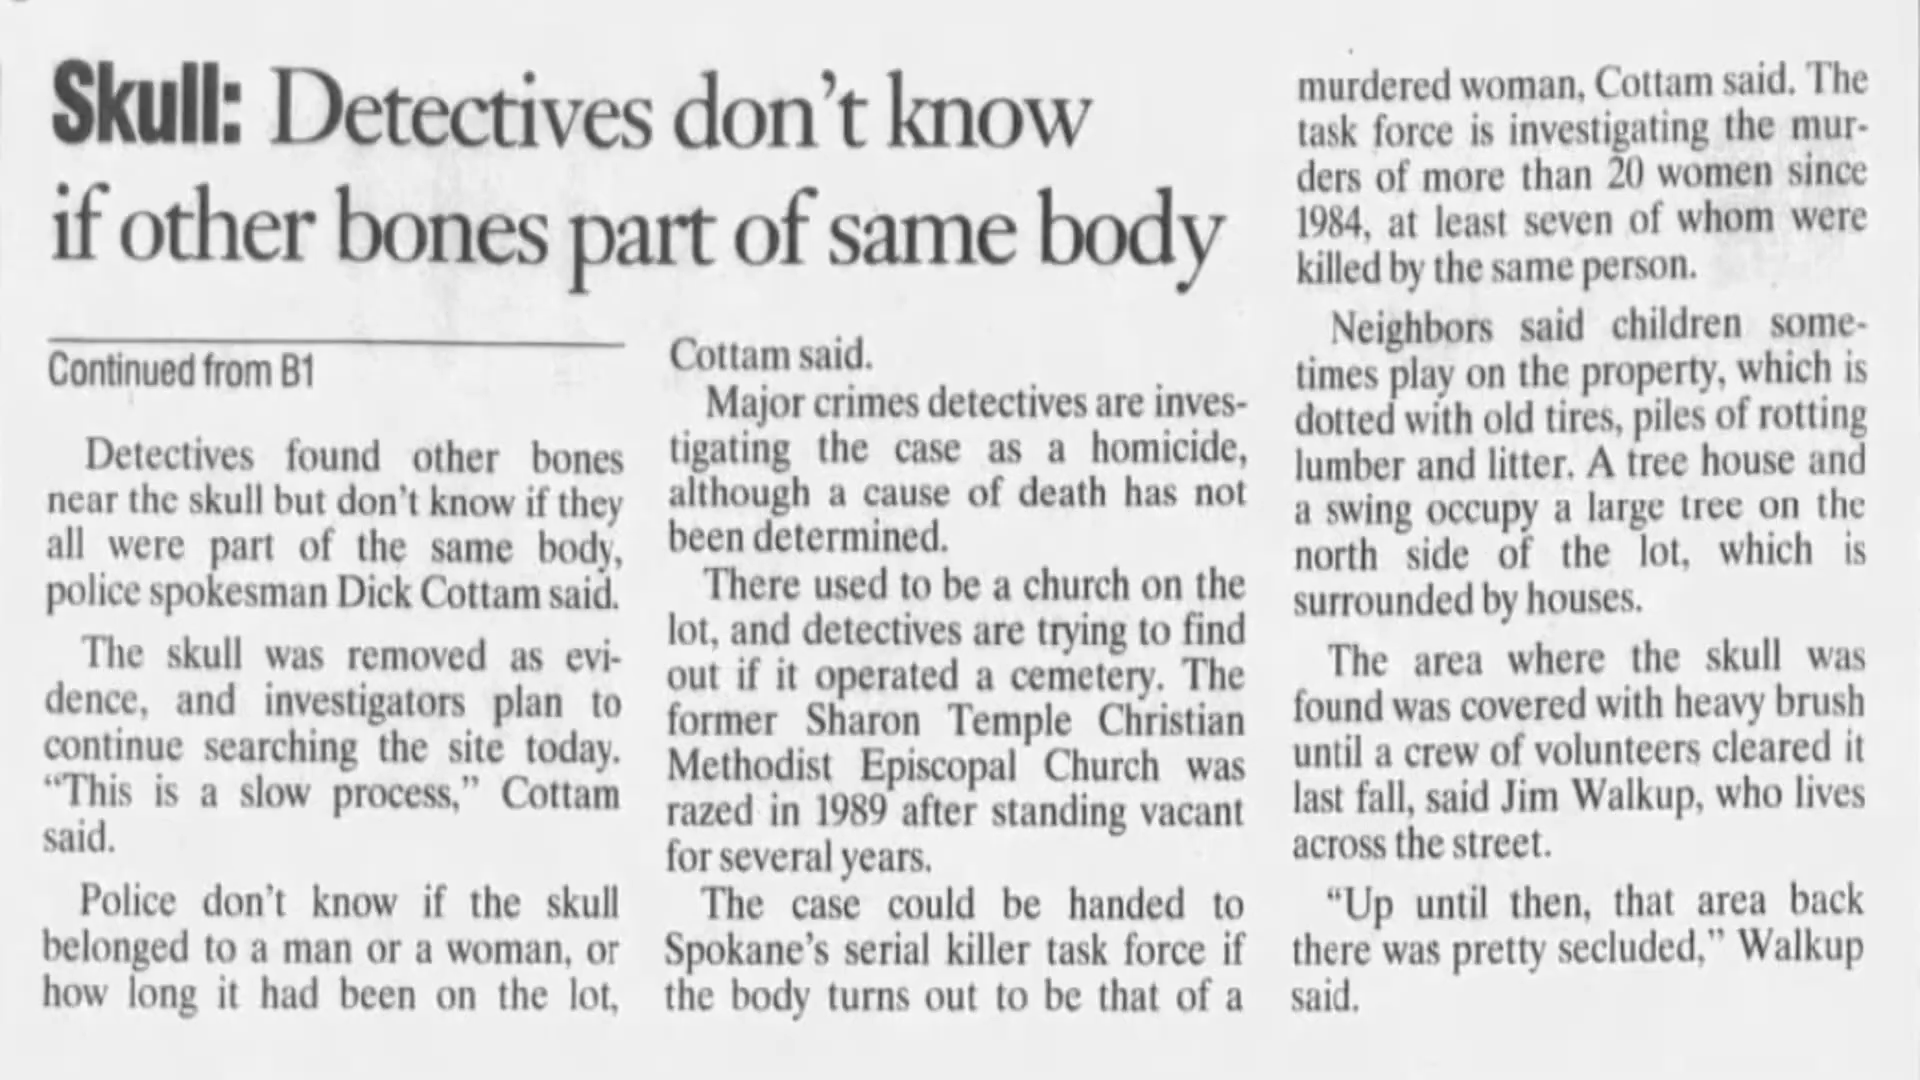 Skull: Detectives don't know
if other bones part of same body
Continued from B1
Detectives found other bones
near the skull but don't know if they
all were part of the same body,
police spokesman Dick Cottam said.
The skull was removed as evi-
dence, and investigators plan to
continue searching the site today.
“This is a slow process,” Cottam
said.
Police don't know if the skull
belonged to a man or a woman, or
how long it had been on the lot,
Cottam said.
Major crimes detectives are inves-
tigating the case as a homicide,
although a cause of death has not
been determined.
There used to be a church on the
lot, and detectives are trying to find
out if it operated a cemetery. The
former Sharon Temple Christian
Methodist Episcopal Church was
razed in 1989 after standing vacant
for several years.
The case could be handed to
Spokane's serial killer task force if
the body turns out to be that of a
murdered woman, Cottam said. The
task force is investigating the mur-
ders of more than 20 women since
1984, at least seven of whom were
killed by the same person.
Neighbors said children some-
times play on the property, which is
dotted with old tires, piles of rotting
lumber and litter. A tree house and
a swing occupy a large tree on the
north side of the lot, which is
surrounded by houses.
The area where the skull was
found was covered with heavy brush
until a crew of volunteers cleared it
last fall, said Jim Walkup, who lives
across the street.
“Up until then, that area back
there was pretty secluded,” Walkup
said.